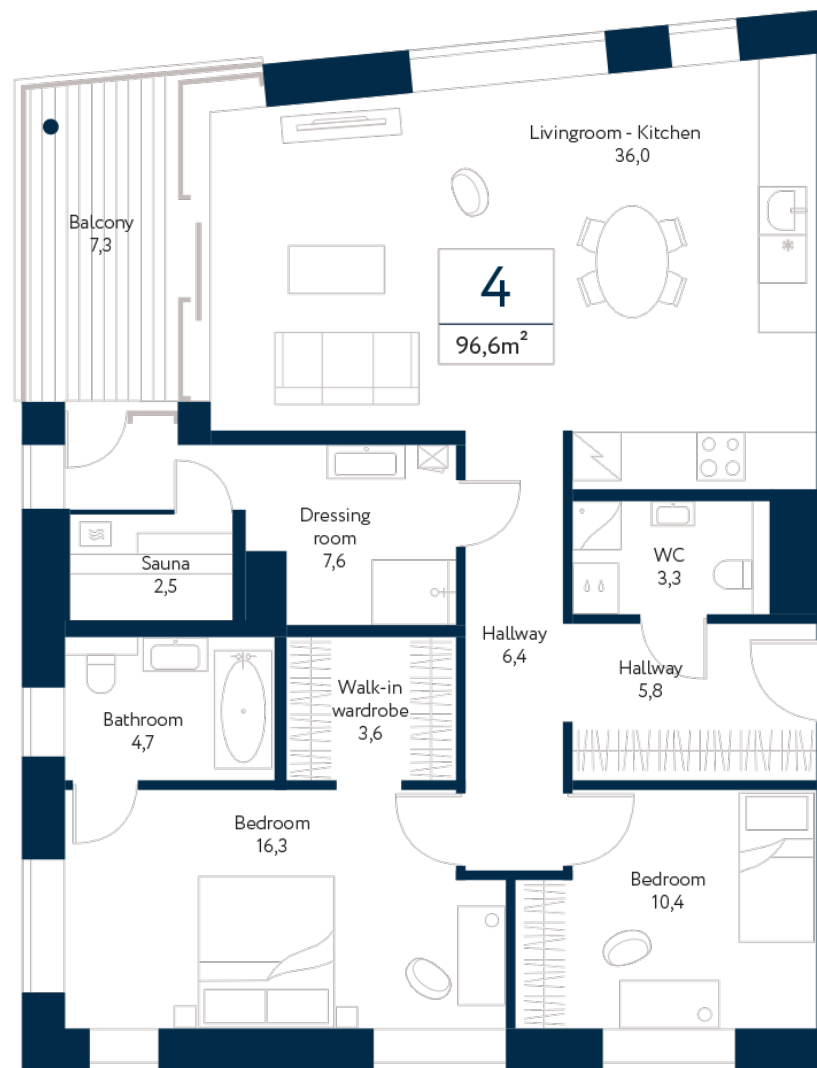 Livingroom - Kitchen
36,0
Balcony
7,3
4
96,6m²
Dressing
room
7,6
Sauna
2,5
WC
3,3
Hallway
6,4
Hallway
5,8
Walk-in
wardrobe
3,6
Bathroom
4,7
Bedroom
16,3
Bedroom
10,4